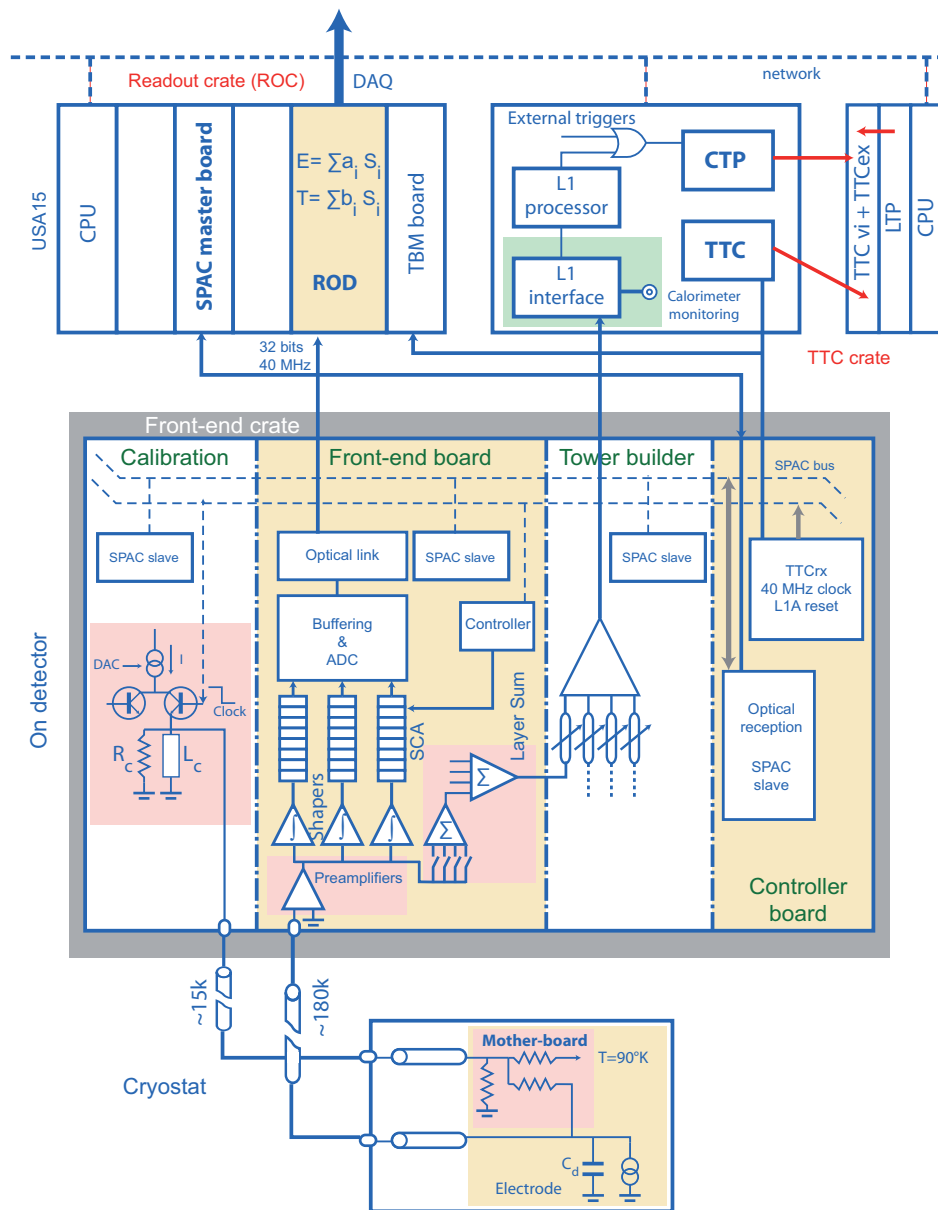 Readout crate (ROC)
DAQ
network
USA15
CPU
SPAC master board
E= ∑a_i S_i
T= ∑b_i S_i
ROD
TBM board
External triggers
CTP
L1
processor
TTC
L1
interface
Calorimeter
monitoring
TTC vi + TTCex
LTP
CPU
32 bits
40 MHz
TTC crate
Front-end crate
Calibration
Front-end board
Tower builder
SPAC bus
SPAC slave
Optical link
SPAC slave
SPAC slave
TTCrx
40 MHz clock
L1A reset
Buffering
&
ADC
Controller
On detector
DAC
I
Clock
R_c
L_c
SCA
Layer Sum
Shapers
∫
∫
∫
Σ
Σ
Optical
reception
SPAC
slave
Preamplifiers
Controller
board
~15k
~180k
Mother-board
T=90°K
Cryostat
C_d
Electrode